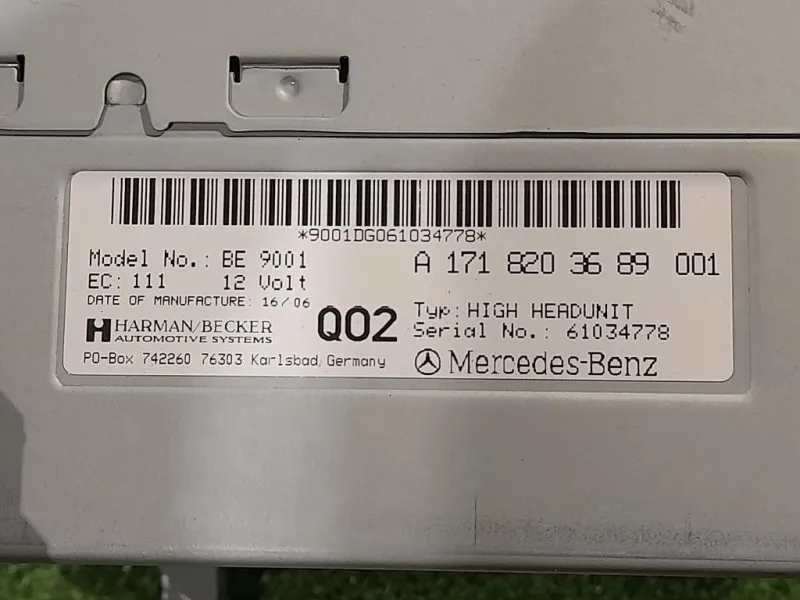 *9001DG061034778*
Model No.: BE 9001
A 171 820 36 89 001
EC: 111 12 Volt
DATE OF MANUFACTURE: 16/06
Typ: HIGH HEADUNIT
HARMAN/BECKER
AUTOMOTIVE SYSTEMS
Q02
Serial No.: 61034778
PO-Box 742260 76303 Karlsbad, Germany
Mercedes-Benz